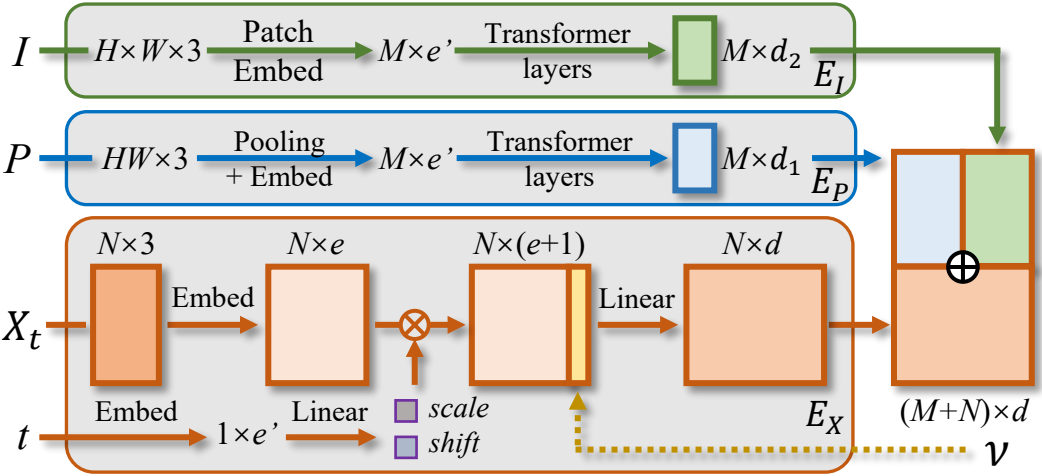 I H×W×3 Patch Embed M×e’ Transformer layers M×d₂ E_I
P HW×3 Pooling + Embed M×e’ Transformer layers M×d₁ E_P
N×3 N×e N×(e+1) N×d
X_t Embed ⊗ Linear ⊕
t Embed 1×e’ Linear scale shift E_X (M+N)×d
ν